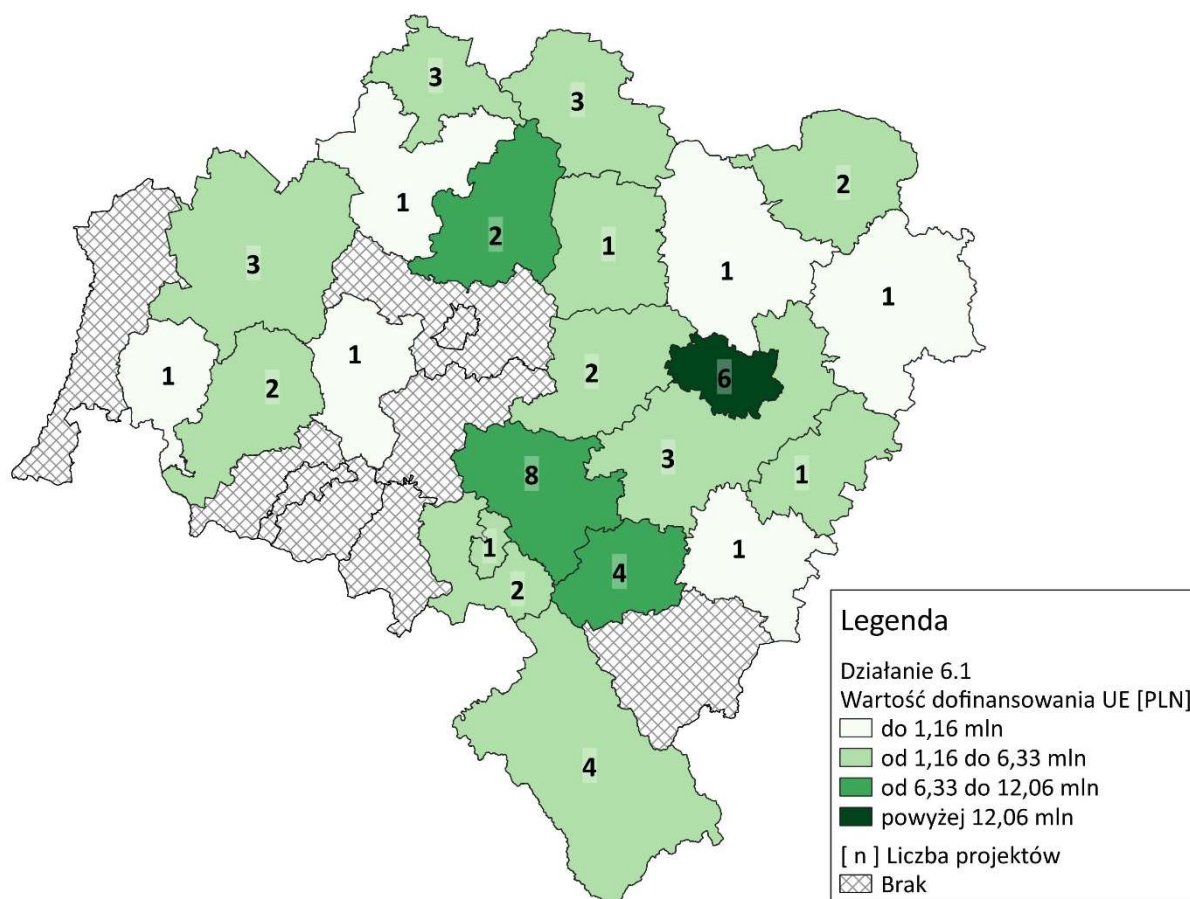 3
3
2
1
2
1
1
1
3
1
2
1
2
6
3
1
8
1
1
4
2
4
Legenda
Działanie 6.1
Wartość dofinansowania UE [PLN]
do 1,16 mln
od 1,16 do 6,33 mln
od 6,33 do 12,06 mln
powyżej 12,06 mln
[ n ] Liczba projektów
Brak